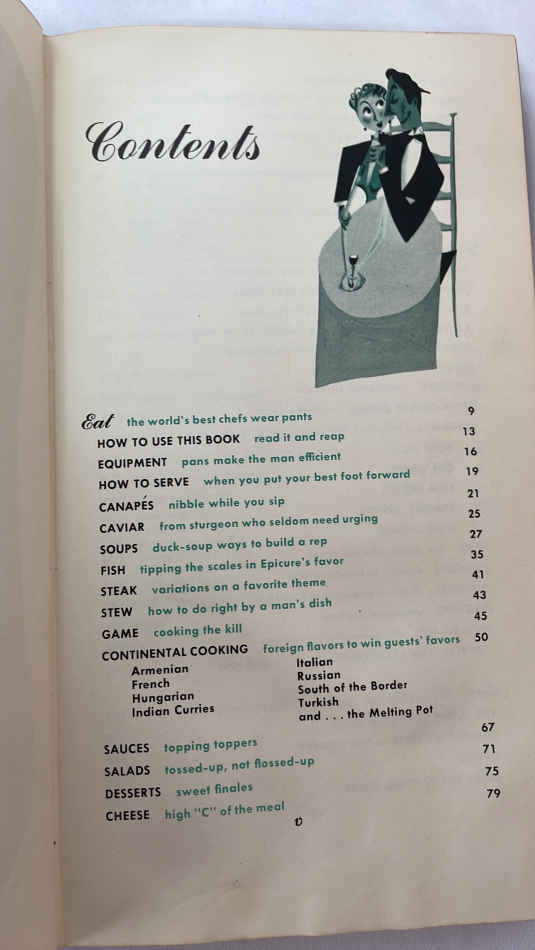 Contents
Eat the world's best chefs wear pants 9
HOW TO USE THIS BOOK read it and reap 13
EQUIPMENT pans make the man efficient 16
HOW TO SERVE when you put your best foot forward 19
CANAPÉS nibble while you sip 21
CAVIAR from sturgeon who seldom need urging 25
SOUPS duck-soup ways to build a rep 27
FISH tipping the scales in Epicure's favor 35
STEAK variations on a favorite theme 41
STEW how to do right by a man's dish 43
GAME cooking the kill 45
CONTINENTAL COOKING foreign flavors to win guests' favors 50
Armenian Italian
French Russian
Hungarian South of the Border
Indian Curries Turkish
and . . . the Melting Pot
SAUCES topping toppers 67
SALADS tossed-up, not flossed-up 71
DESSERTS sweet finales 75
CHEESE high "C" of the meal 79
v